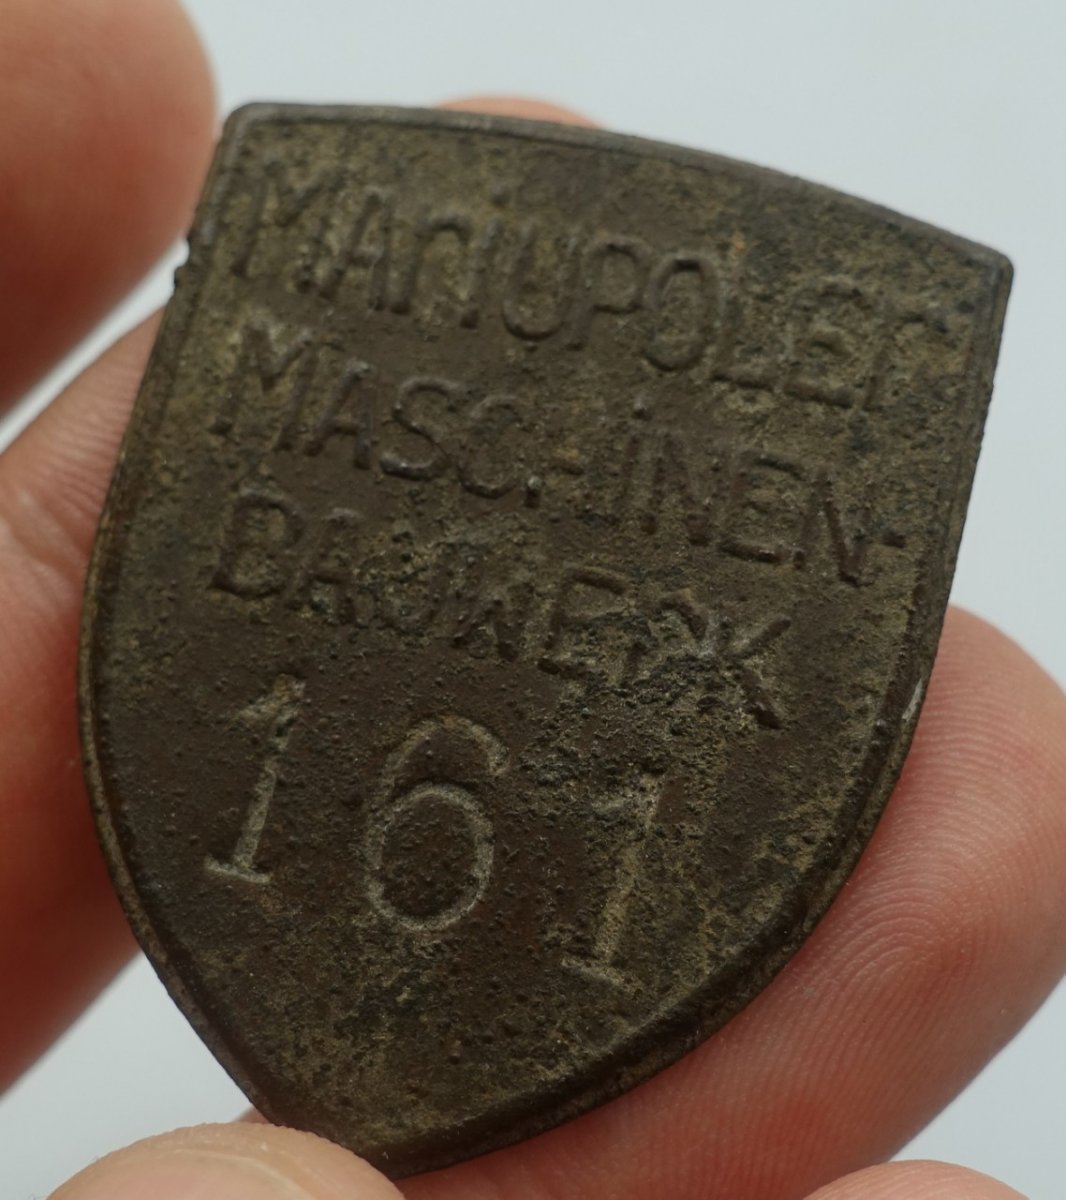 MAriUPOLEr
MASCHiNEN-
BAUWERK
161